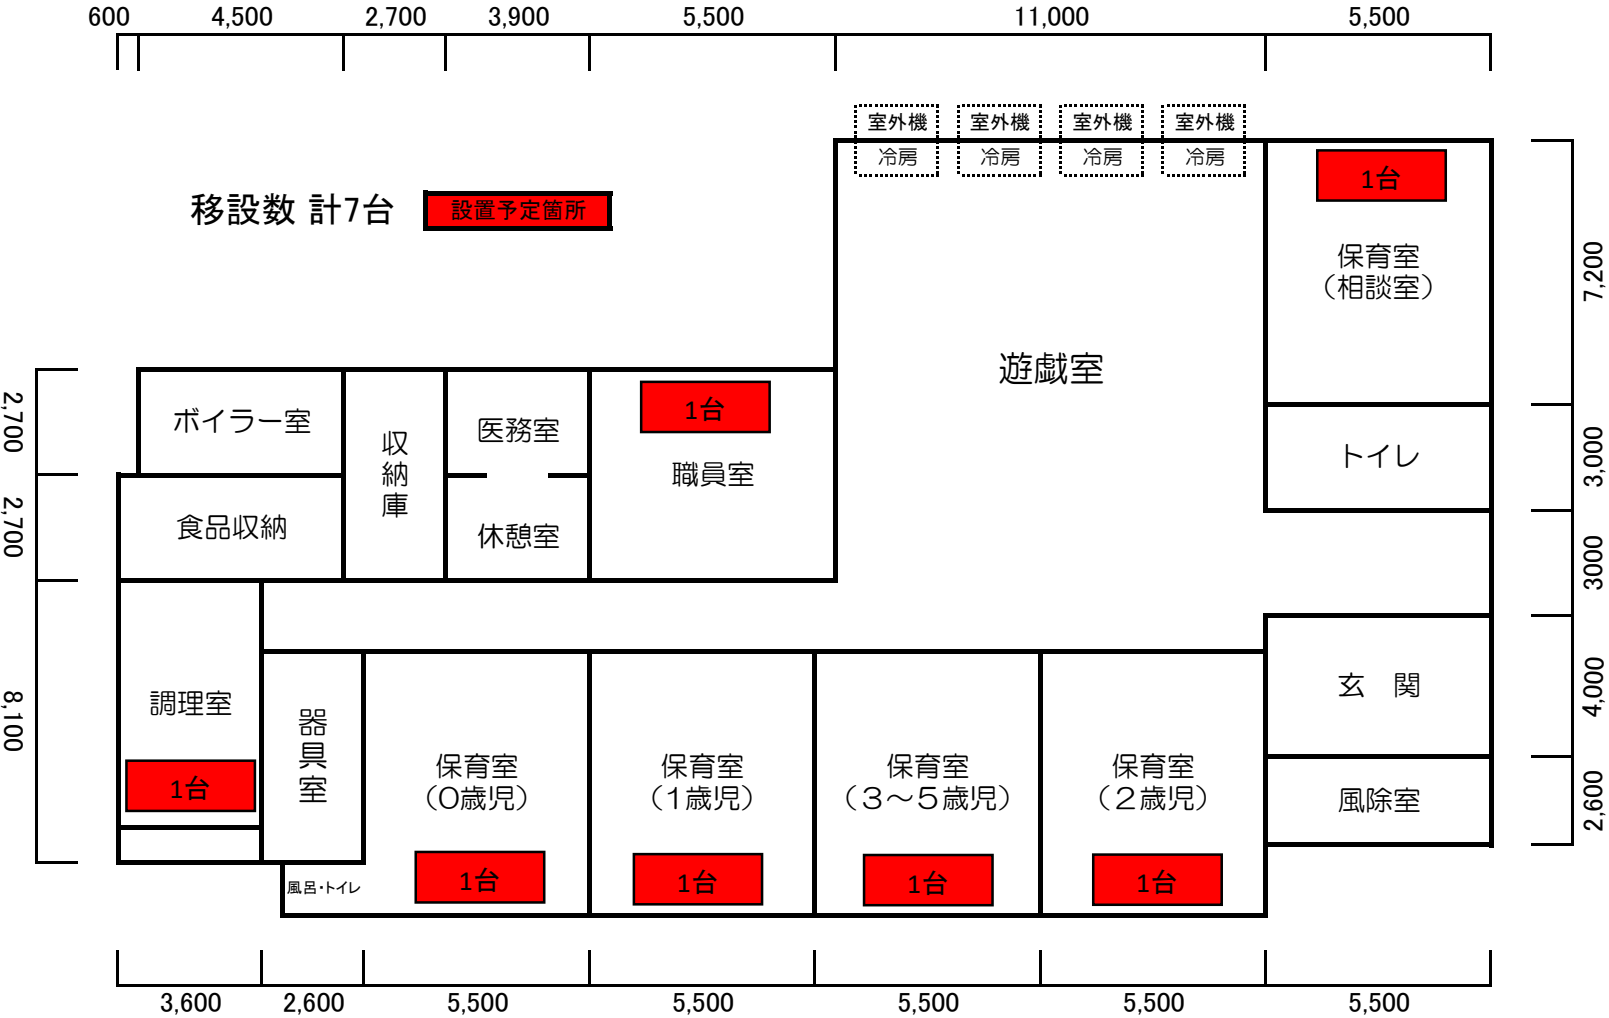 600 4,500 2,700 3,900 5,500 11,000 5,500
室外機 室外機 室外機 室外機
冷房 冷房 冷房 冷房
移設数 計7台
設置予定箇所
1台
保育室
（相談室）
7,200
遊戯室
2,700
ボイラー室
収納庫
医務室
1台
職員室
トイレ
3,000
2,700
食品収納
休憩室
3000
8,100
調理室
1台
器具室
保育室
（0歳児）
1台
保育室
（1歳児）
1台
保育室
（３～５歳児）
1台
保育室
（２歳児）
1台
玄　関
4,000
風除室
2,600
風呂・トイレ
3,600 2,600 5,500 5,500 5,500 5,500 5,500